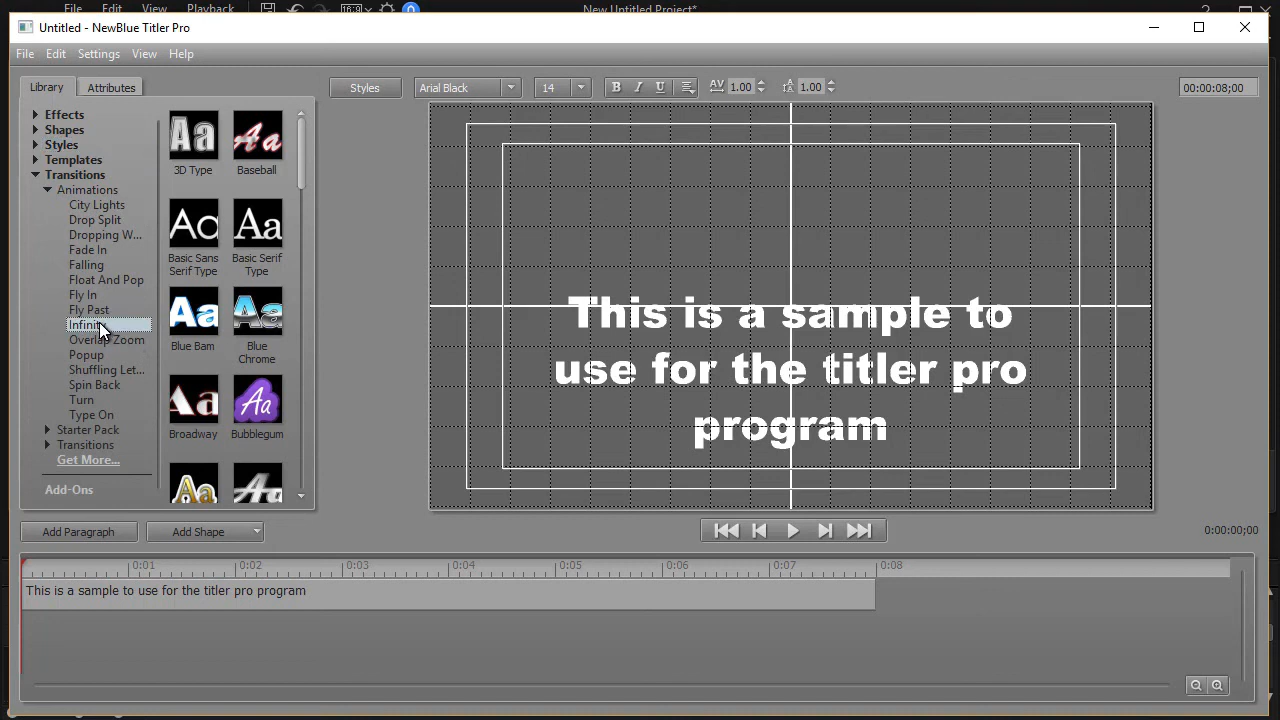 File Edit View Playback New Untitled Project*
Untitled - NewBlue Titler Pro
File Edit Settings View Help
Library Attributes Styles Arial Black 14 B I U AV 1.00 1.00 00:00:08;00
Effects
Shapes
Styles
Templates
Transitions
Animations
City Lights
Drop Split
Dropping W...
Fade In
Falling
Float And Pop
Fly In
Fly Past
Overlap Zoom
Popup
Shuffling Let...
Spin Back
Turn
Type On
Starter Pack
Transitions
Get More...
Add-Ons
Aa Aa
3D Type Baseball
Aa Aa
Basic Sans Serif Type
Basic Serif Type
Aa Aa
Blue Bam
Blue Chrome
Aa Aa
Broadway Bubblegum
Aa Aa
This is a sample to
use for the titler pro
program
Add Paragraph Add Shape 0:00:00;00
0:01 0:02 0:03 0:04 0:05 0:06 0:07 0:08
This is a sample to use for the titler pro program